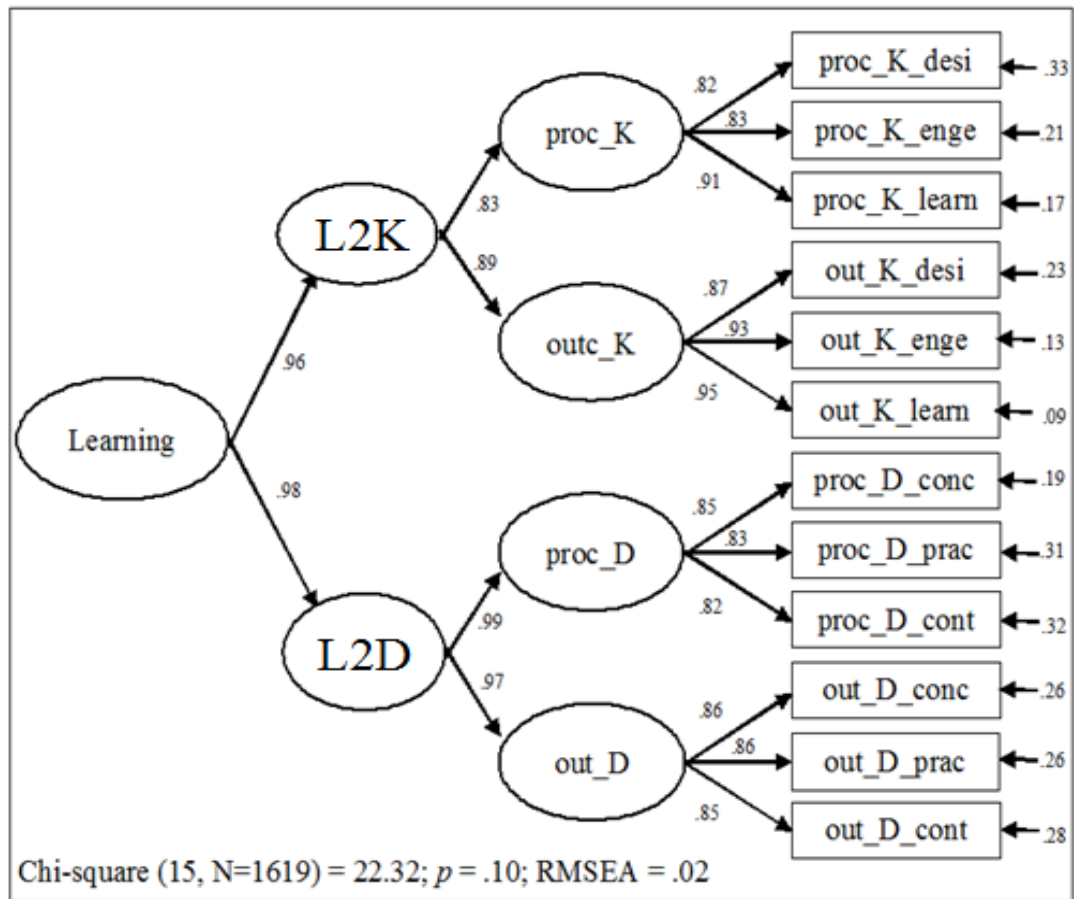 proc_K_desi
.33
.82
proc_K
.83
proc_K_enge
.21
.91
proc_K_learn
.17
L2K
.83
.89
out_K_desi
.23
.87
outc_K
.93
out_K_enge
.13
.95
out_K_learn
.09
.96
Learning
.98
proc_D_conc
.19
.85
proc_D
.83
proc_D_prac
.31
.82
proc_D_cont
.32
L2D
.99
.97
out_D_conc
.26
.86
out_D
.86
out_D_prac
.26
.85
out_D_cont
.28
Chi-square (15, N=1619) = 22.32; p = .10; RMSEA = .02